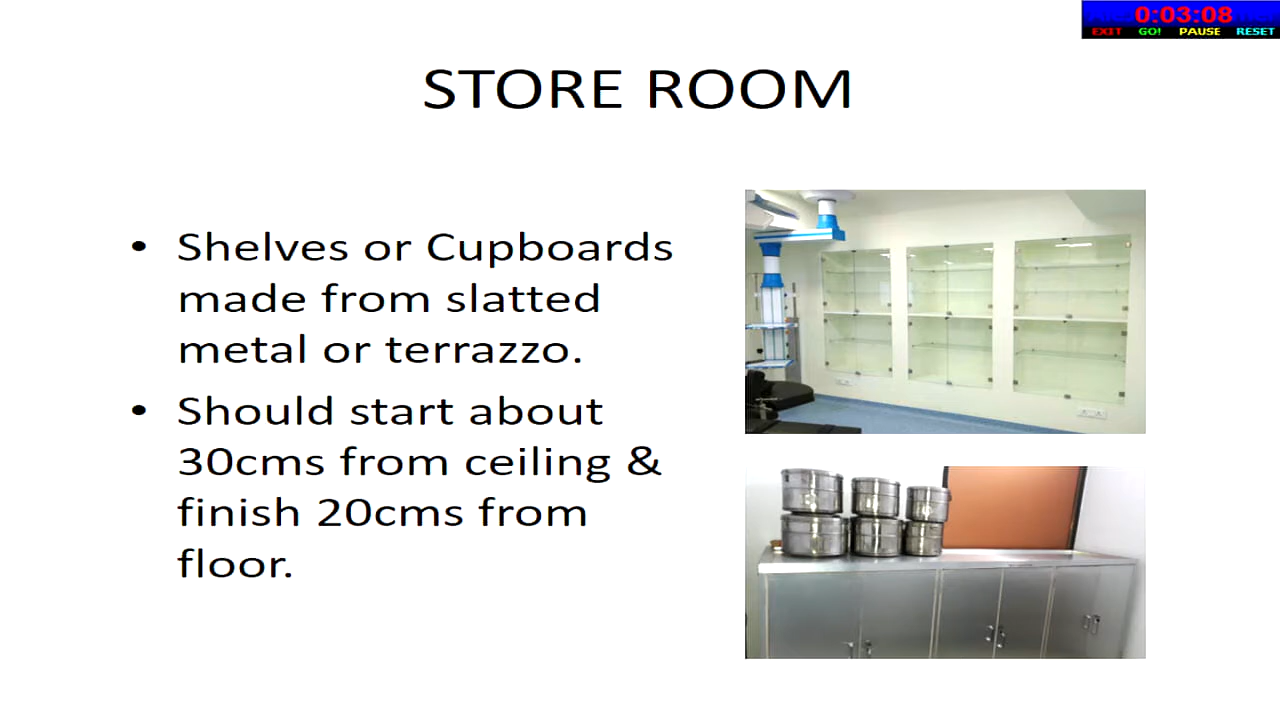 0:03:08
EXIT GO! PAUSE RESET
STORE ROOM
• Shelves or Cupboards
made from slatted
metal or terrazzo.
• Should start about
30cms from ceiling &
finish 20cms from
floor.